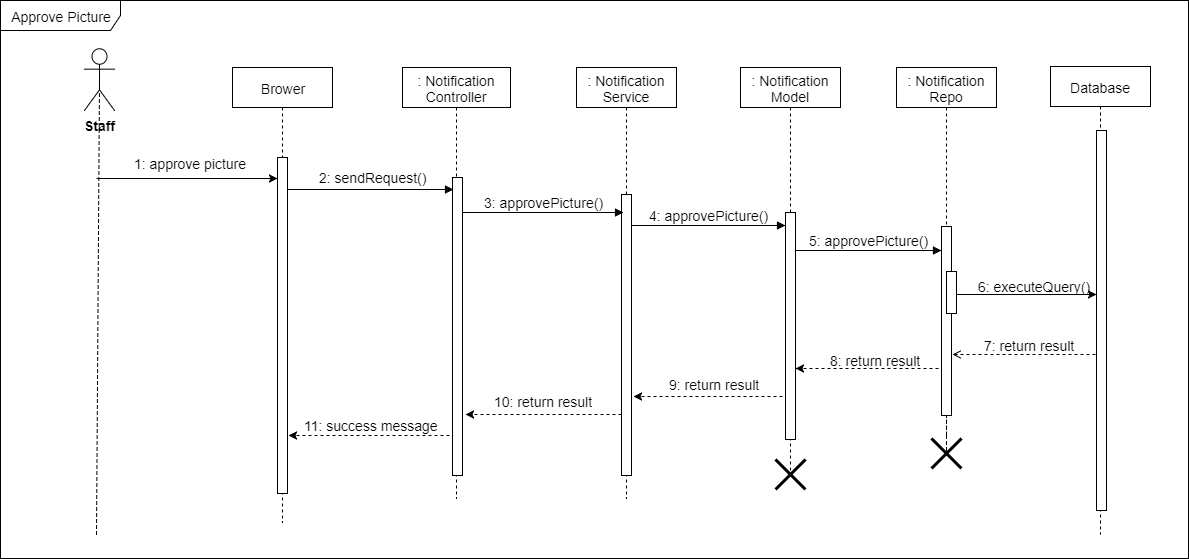 Approve Picture
Staff
Brower
: Notification
Controller
: Notification
Service
: Notification
Model
: Notification
Repo
Database
1: approve picture
2: sendRequest()
3: approvePicture()
4: approvePicture()
5: approvePicture()
6: executeQuery()
7: return result
8: return result
9: return result
10: return result
11: success message